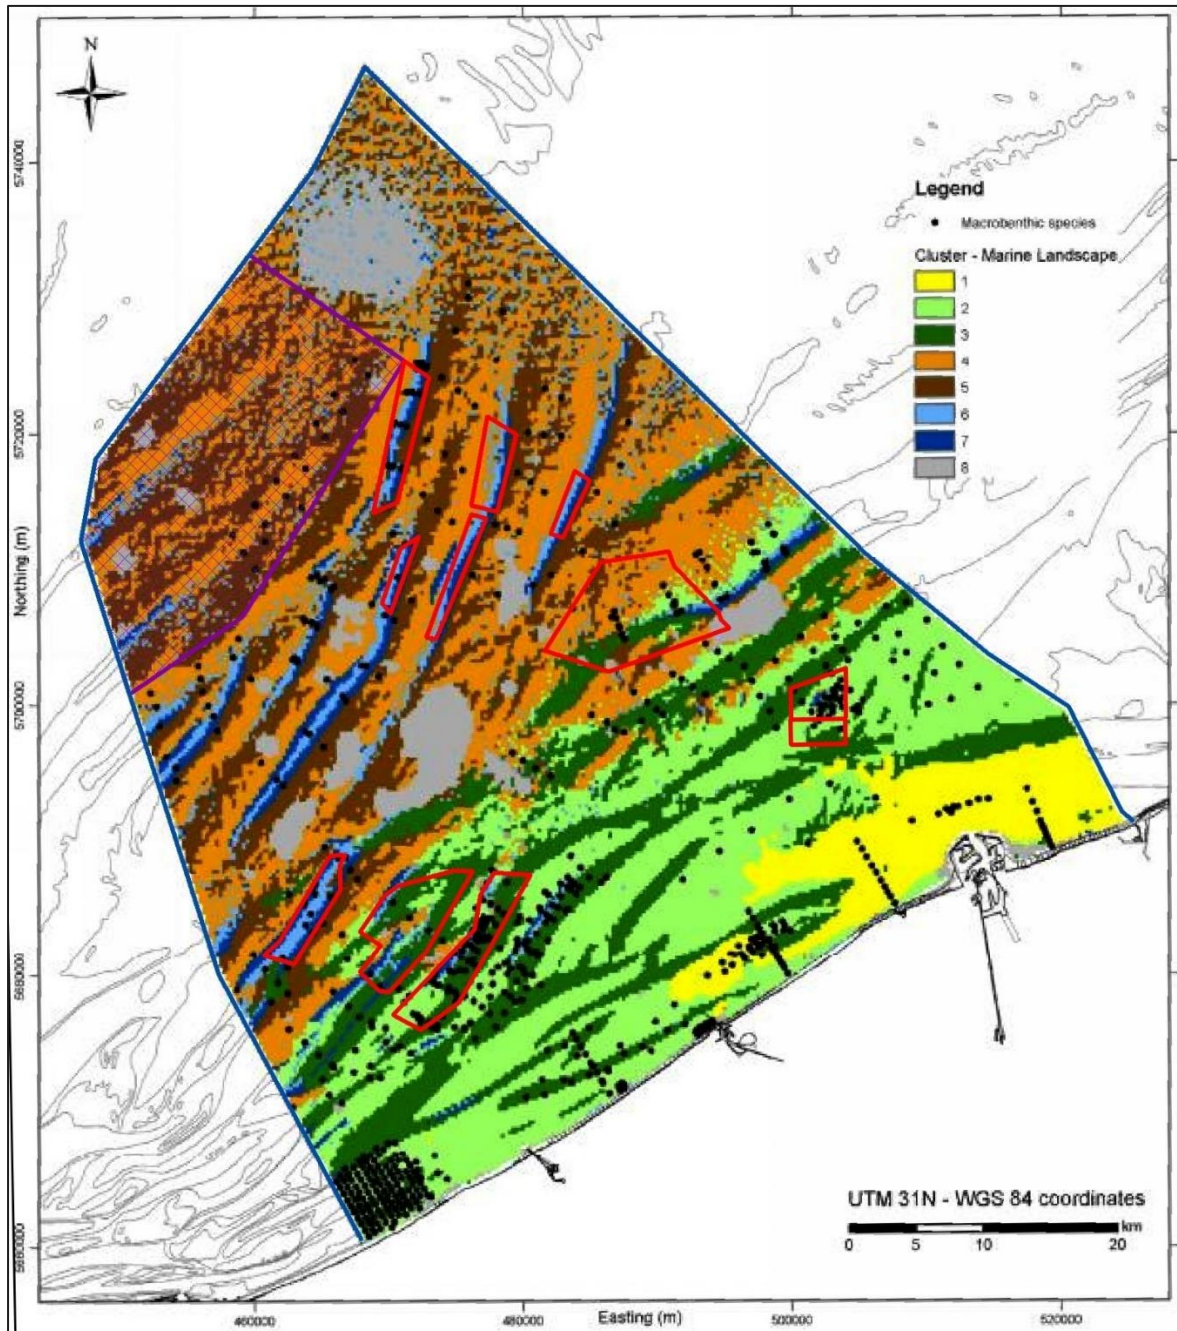 N
Legend
Macrobenthic species
Cluster - Marine Landscape
1
2
3
4
5
6
7
8
5740000
5720000
5700000
5680000
Northing (m)
UTM 31N - WGS 84 coordinates
km
0 5 10 20
460000 480000 500000 520000
Easting (m)